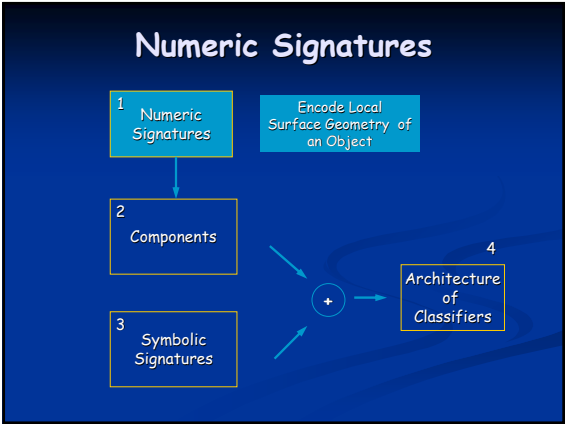 Numeric Signatures
1
Numeric
Signatures
Encode Local
Surface Geometry of
an Object
2
Components
4
Architecture
of
Classifiers
+
3
Symbolic
Signatures